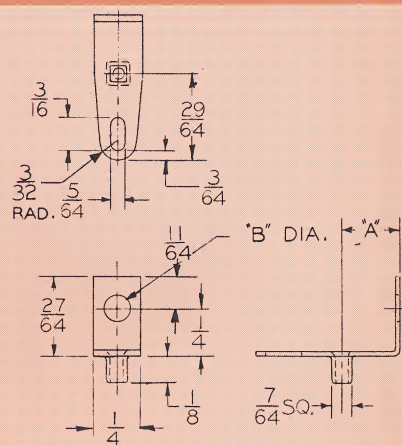 3/16
29/64
3/32 RAD.
5/64
3/64
11/64
"B" DIA.
"A"
27/64
1/4
1/8
7/64 SQ.
1/4